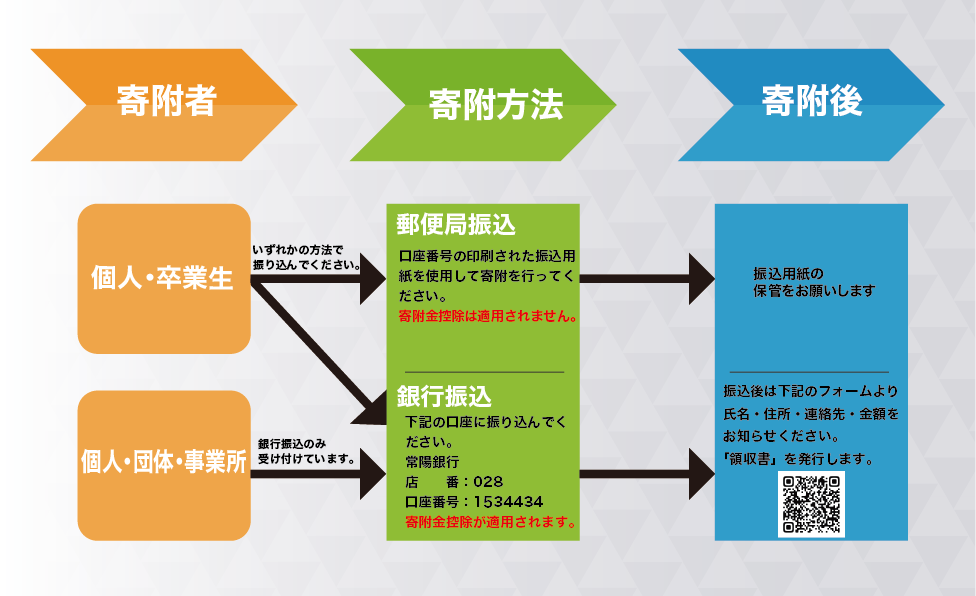 寄附者
寄附方法
寄附後
個人・卒業生
いずれかの方法で
振り込んでください。
郵便局振込
口座番号の印刷された振込用
紙を使用して寄附を行ってく
ださい。
寄附金控除は適用されません。
振込用紙の
保管をお願いします
個人・団体・事業所
銀行振込のみ
受け付けています。
銀行振込
下記の口座に振り込んでく
ださい。
常陽銀行
店　番：028
口座番号：1534434
寄附金控除が適用されます。
振込後は下記のフォームより
氏名・住所・連絡先・金額を
お知らせください。
「領収書」を発行します。